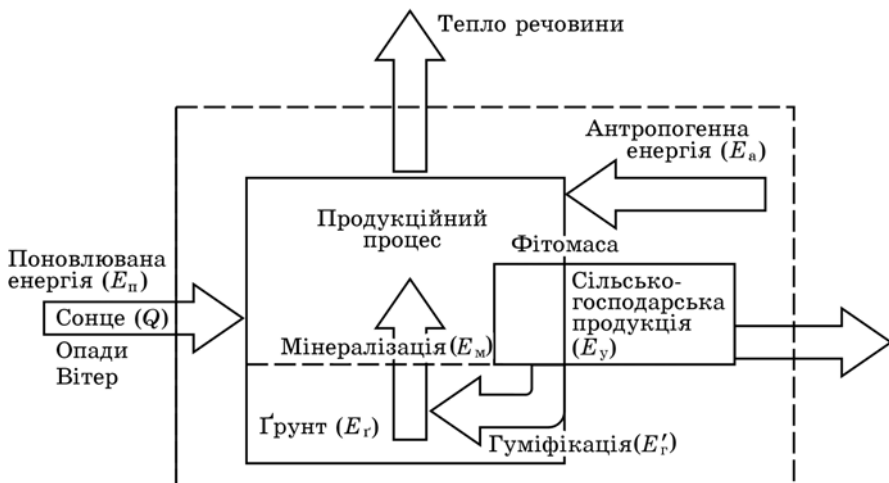 Тепло речовини
Антропогенна
енергія (Eа)
Продукційний
процес
Фітомаса
Поновлювана
енергія (Eп)
Сонце (Q)
Опади
Вітер
Сільсько-
господарська
продукція
(Eу)
Мінералізація (Eм)
Ґрунт (Eґ)
Гуміфікація (E′г)